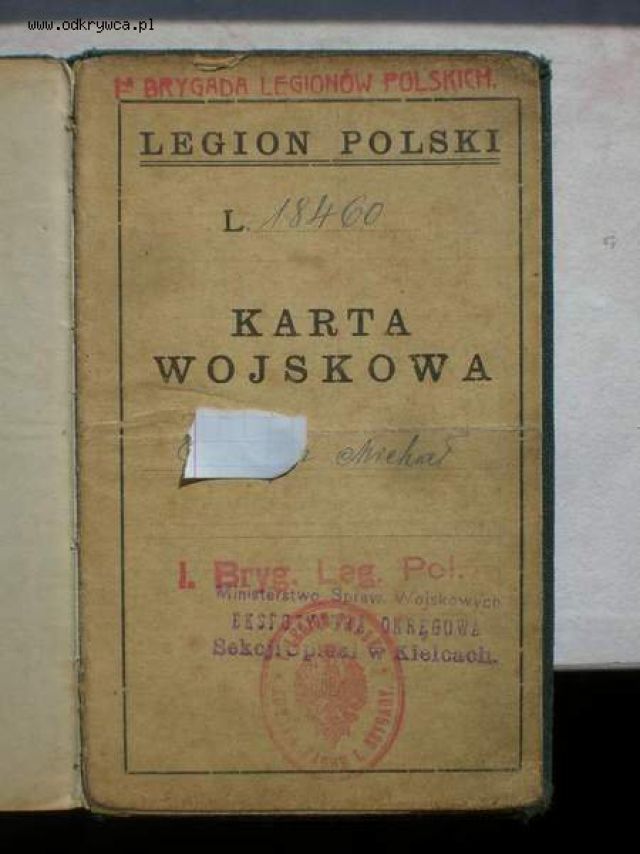 www.odkrywca.pl
1a BRYGADA LEGIONÓW POLSKICH.
LEGION POLSKI
L. 18460
KARTA
WOJSKOWA
Michał
I. Bryg. Leg. Pol.
Ministerstwo Spraw Wojskowych
EKSPOZYTURA OKRĘGOWA
Sekcji Opieki w Kielcach.